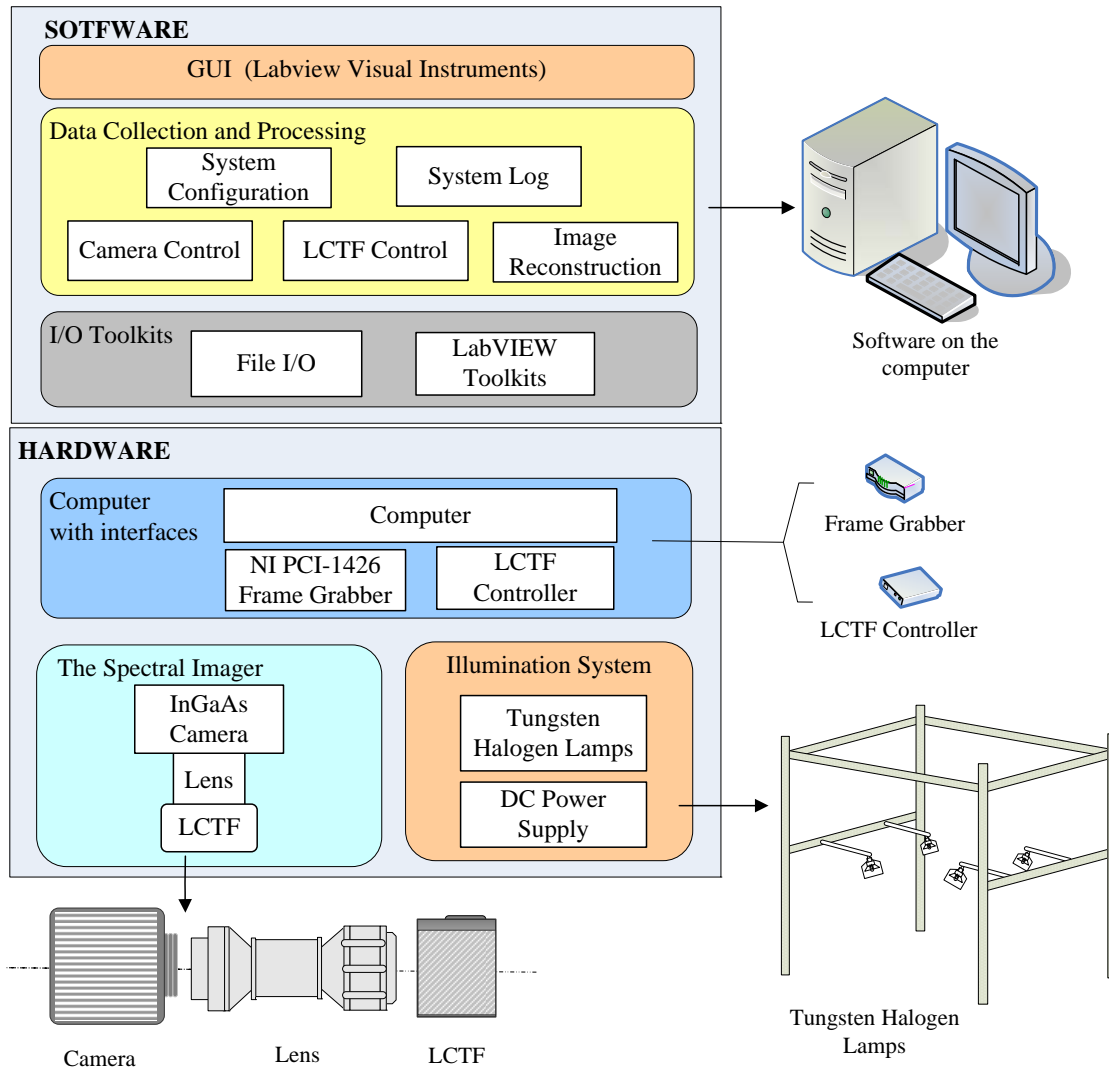 SOTFWARE
GUI  (Labview Visual Instruments)
Data Collection and Processing
System
Configuration
System Log
Camera Control
LCTF Control
Image
Reconstruction
I/O Toolkits
File I/O
LabVIEW
Toolkits
Software on the
computer
HARDWARE
Computer
with interfaces
Computer
NI PCI-1426
Frame Grabber
LCTF
Controller
Frame Grabber
LCTF Controller
The Spectral Imager
InGaAs
Camera
Lens
LCTF
Illumination System
Tungsten
Halogen Lamps
DC Power
Supply
Camera
Lens
LCTF
Tungsten Halogen
Lamps